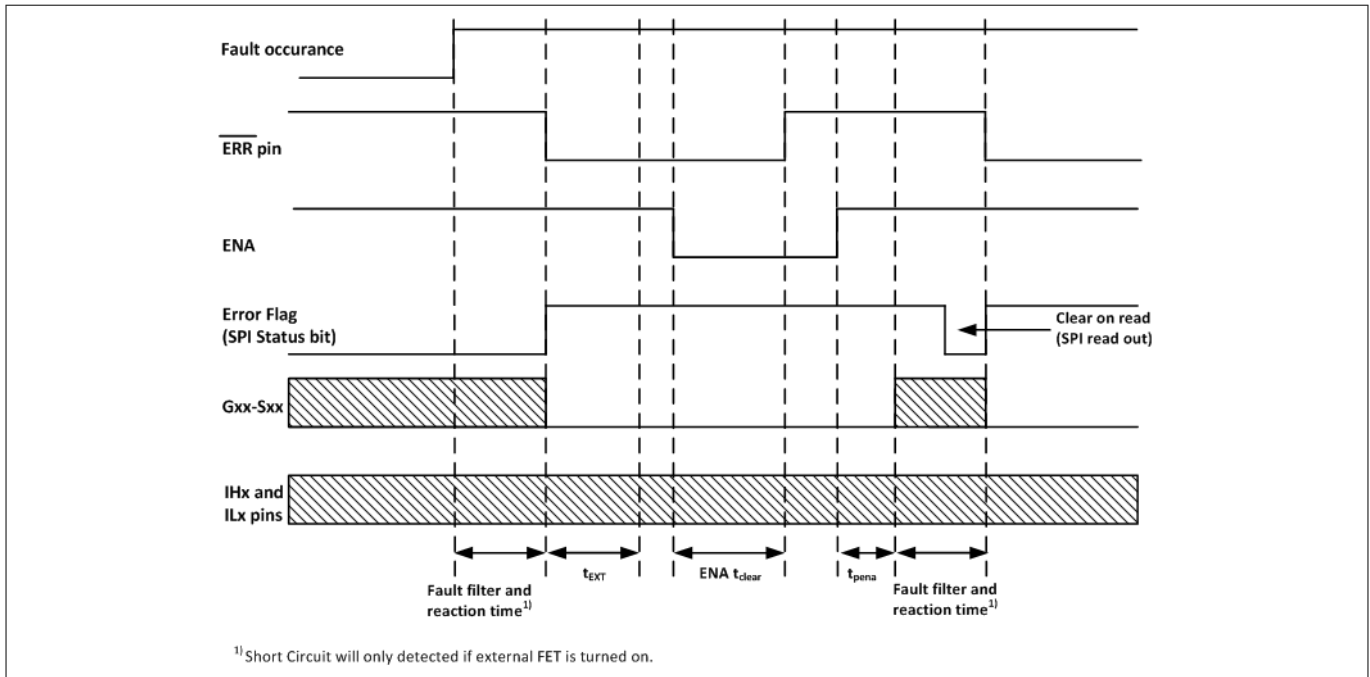 Fault occurance
ERR pin
ENA
Error Flag
(SPI Status bit)
Clear on read
(SPI read out)
Gxx-Sxx
IHx and
ILx pins
Fault filter and
reaction time1)
tEXT
ENA tclear
tpena
Fault filter and
reaction time1)
1) Short Circuit will only detected if external FET is turned on.